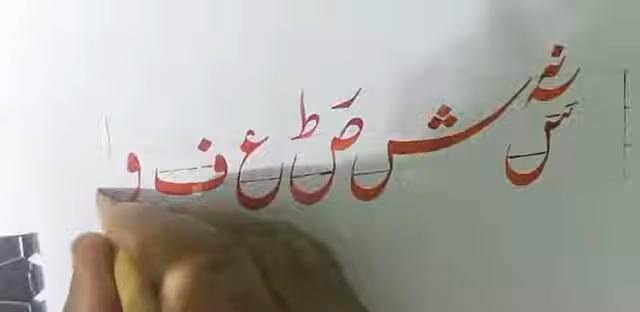 س ش ص ط ع ف و